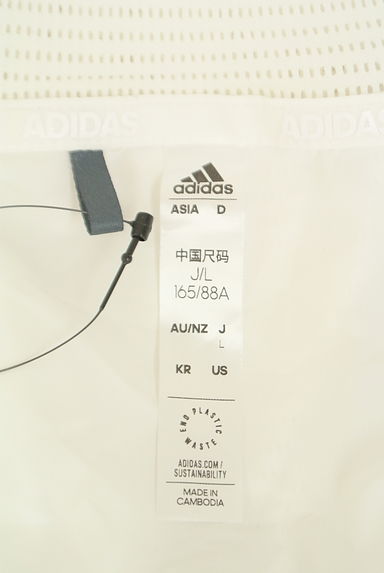 ADIDAS ADIDAS
adidas
ASIA D
中国尺码
J/L
165/88A
AU/NZ J
L
KR US
END PLASTIC WASTE
ADIDAS.COM/
SUSTAINABILITY
MADE IN
CAMBODIA